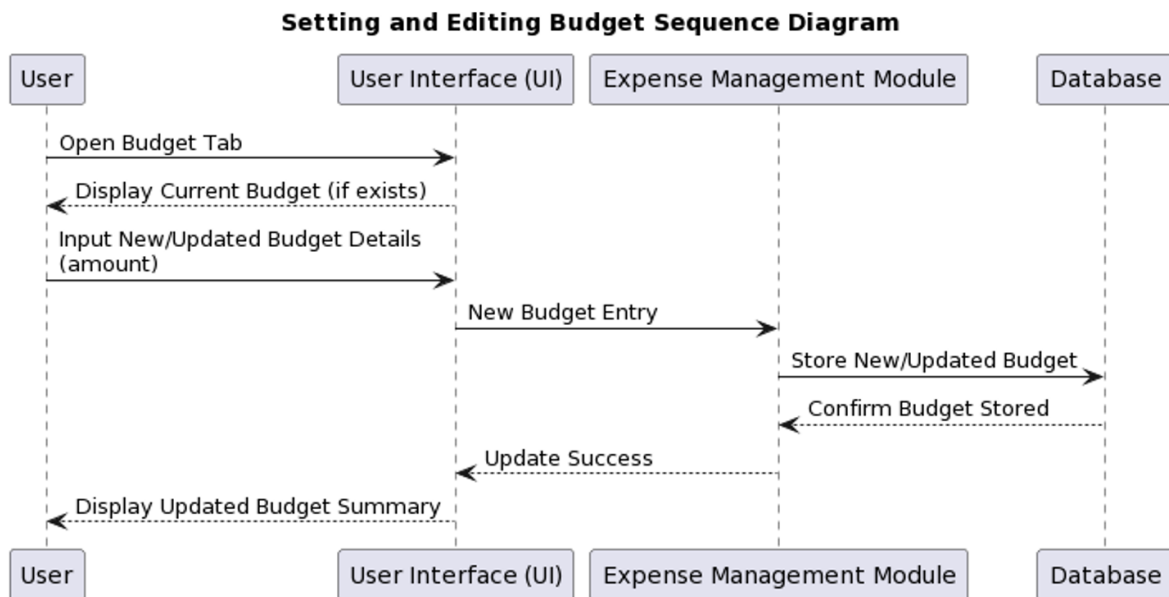 Setting and Editing Budget Sequence Diagram
User
User Interface (UI)
Expense Management Module
Database
Open Budget Tab
Display Current Budget (if exists)
Input New/Updated Budget Details
(amount)
New Budget Entry
Store New/Updated Budget
Confirm Budget Stored
Update Success
Display Updated Budget Summary
User
User Interface (UI)
Expense Management Module
Database